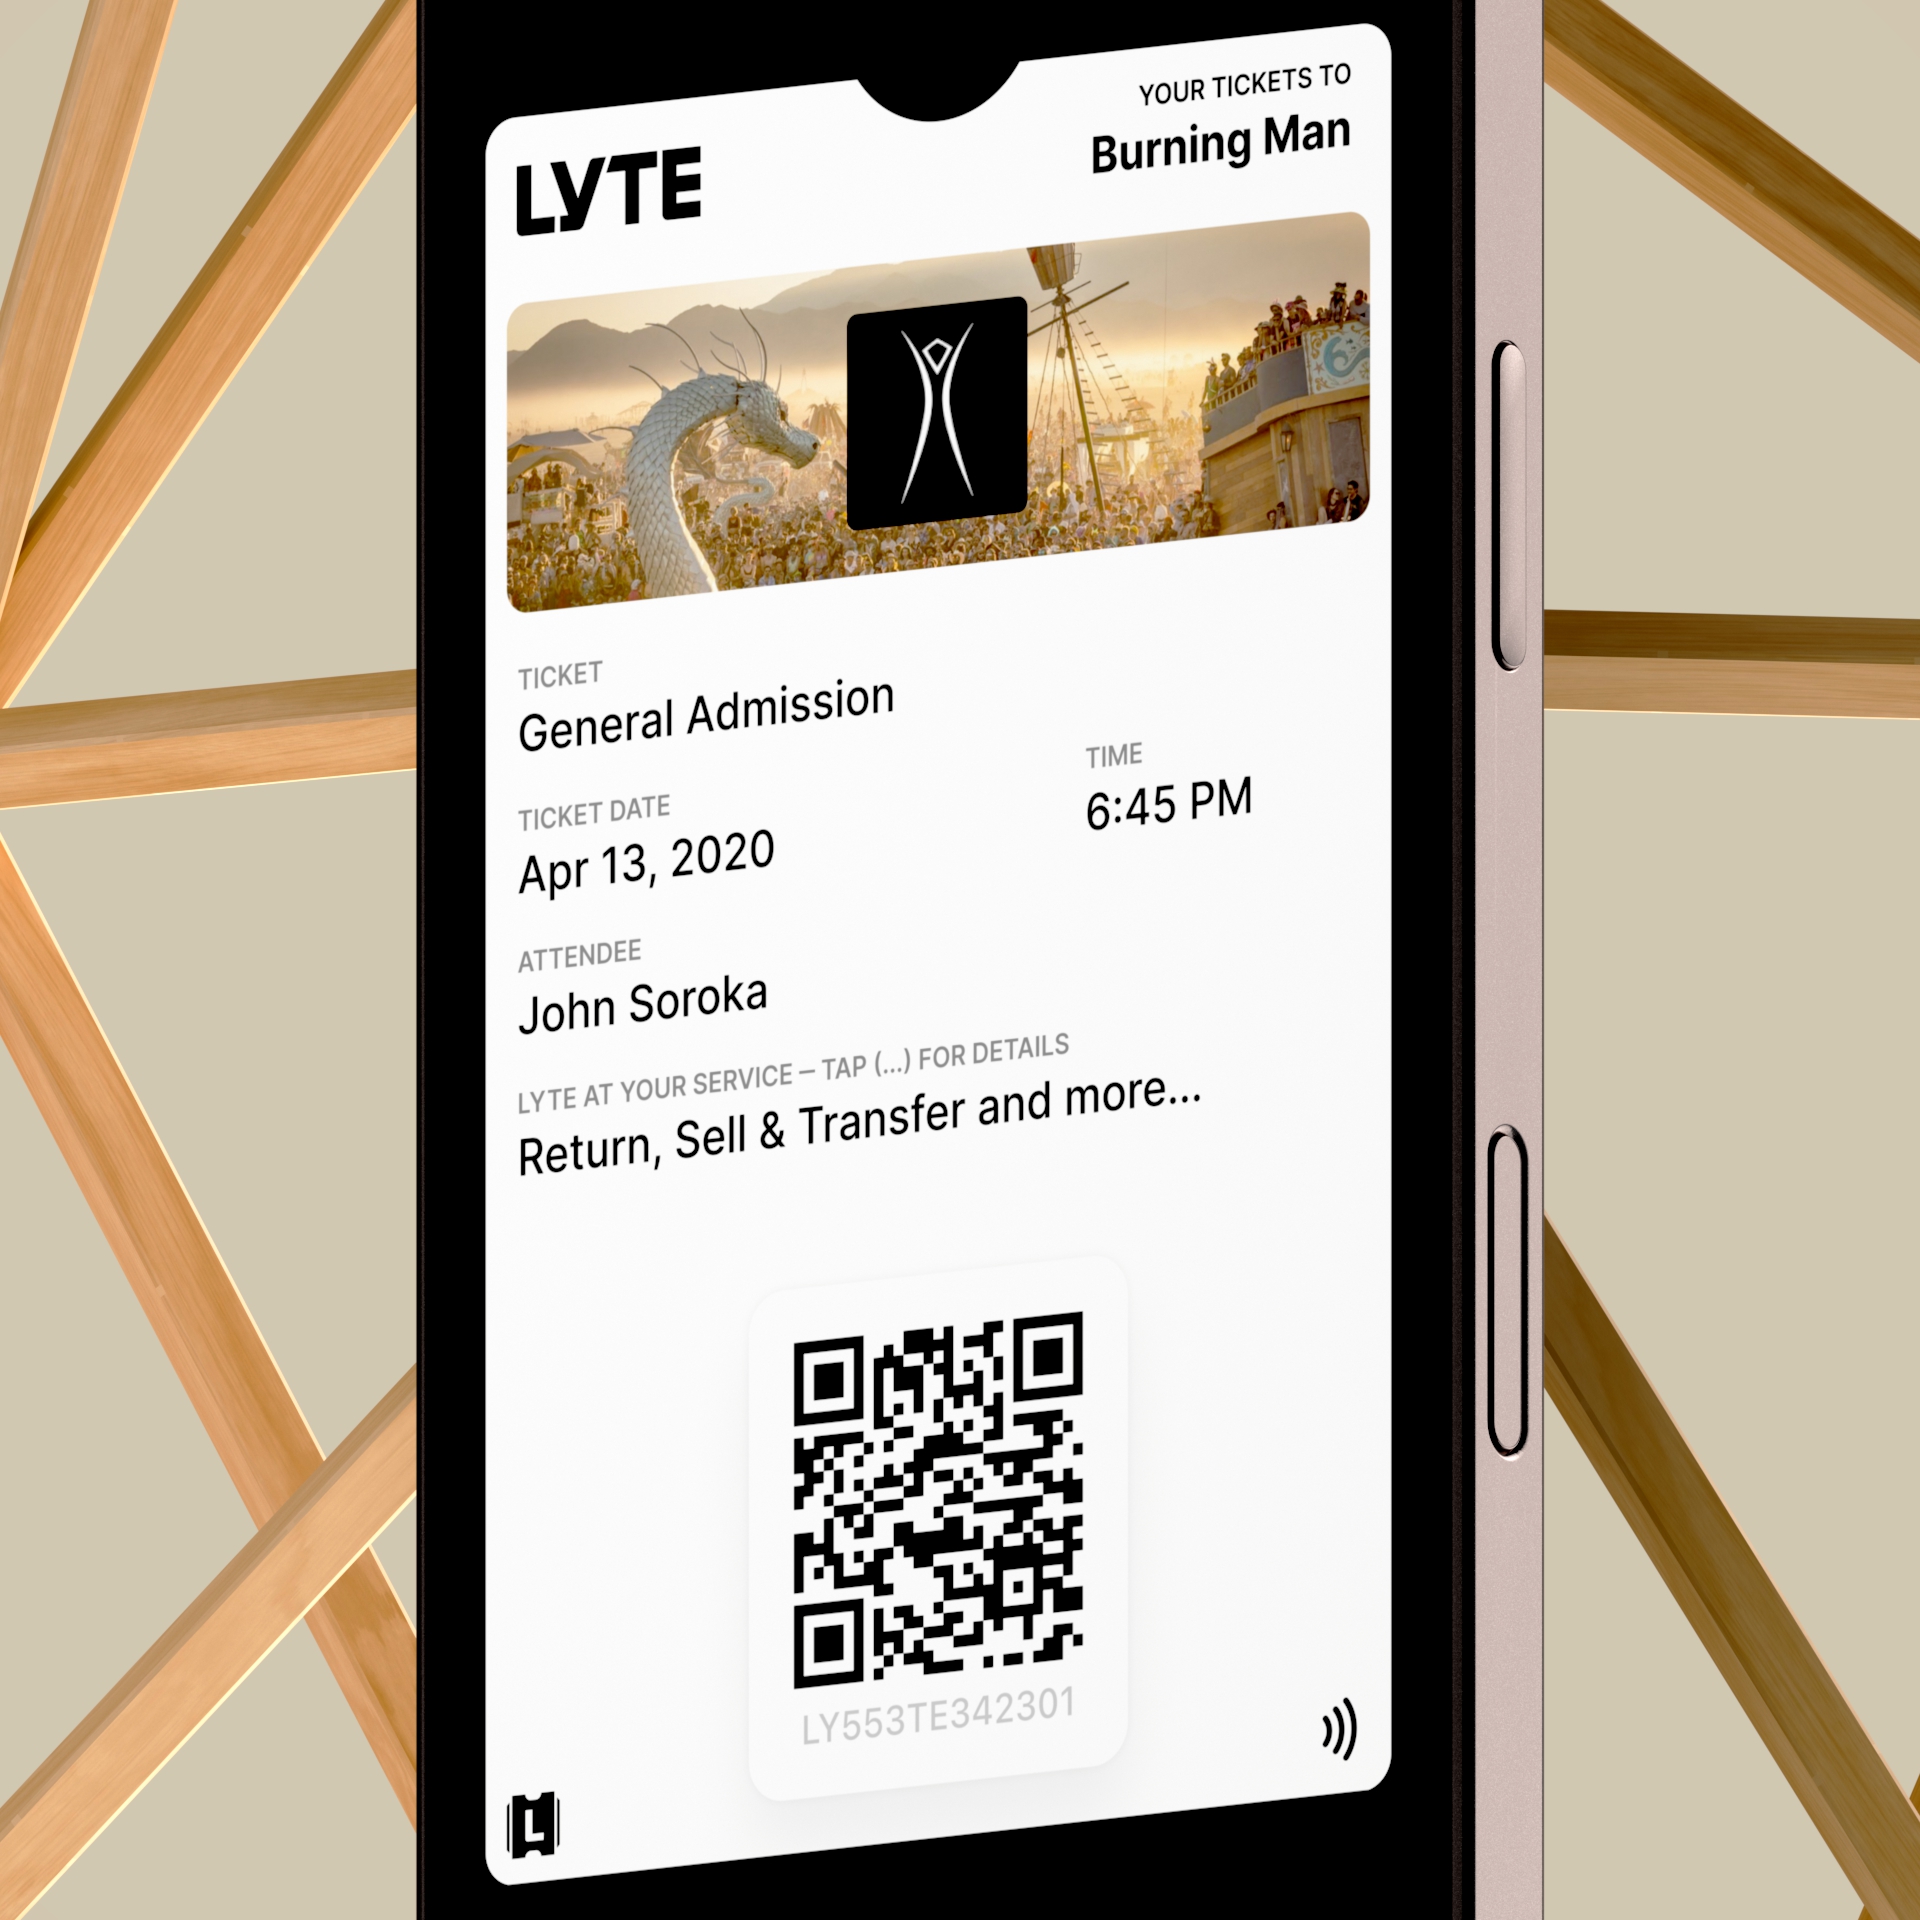 LYTE
YOUR TICKETS TO
Burning Man
TICKET
General Admission
TICKET DATE
Apr 13, 2020
TIME
6:45 PM
ATTENDEE
John Soroka
LYTE AT YOUR SERVICE – TAP (...) FOR DETAILS
Return, Sell & Transfer and more...
LY553TE342301
L